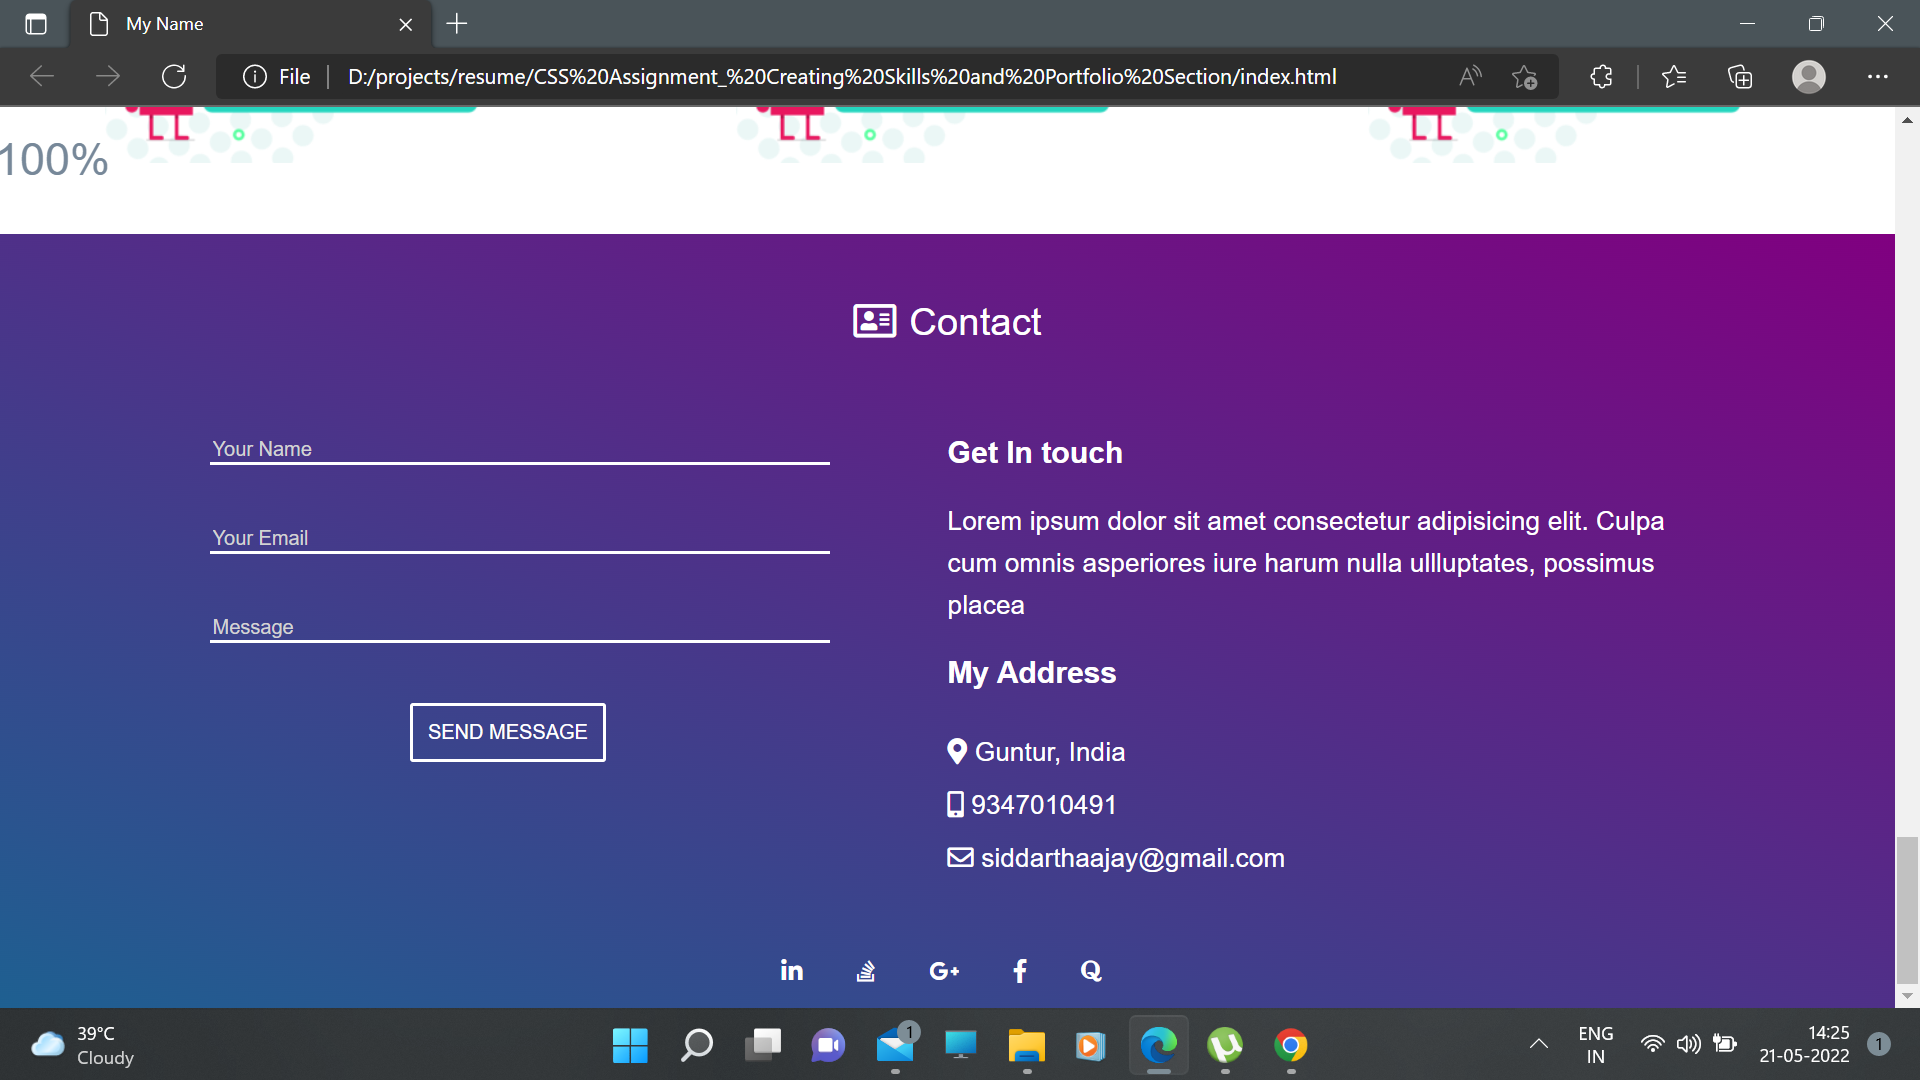 My Name
File
D:/projects/resume/CSS%20Assignment_%20Creating%20Skills%20and%20Portfolio%20Section/index.html
100%
Contact
Your Name
Your Email
Message
SEND MESSAGE
Get In touch
Lorem ipsum dolor sit amet consectetur adipisicing elit. Culpa
cum omnis asperiores iure harum nulla ullluptates, possimus
placea
My Address
Guntur, India
9347010491
siddarthaajay@gmail.com
in
G+
f
Q
39°C
Cloudy
1
ENG
IN
14:25
21-05-2022
1